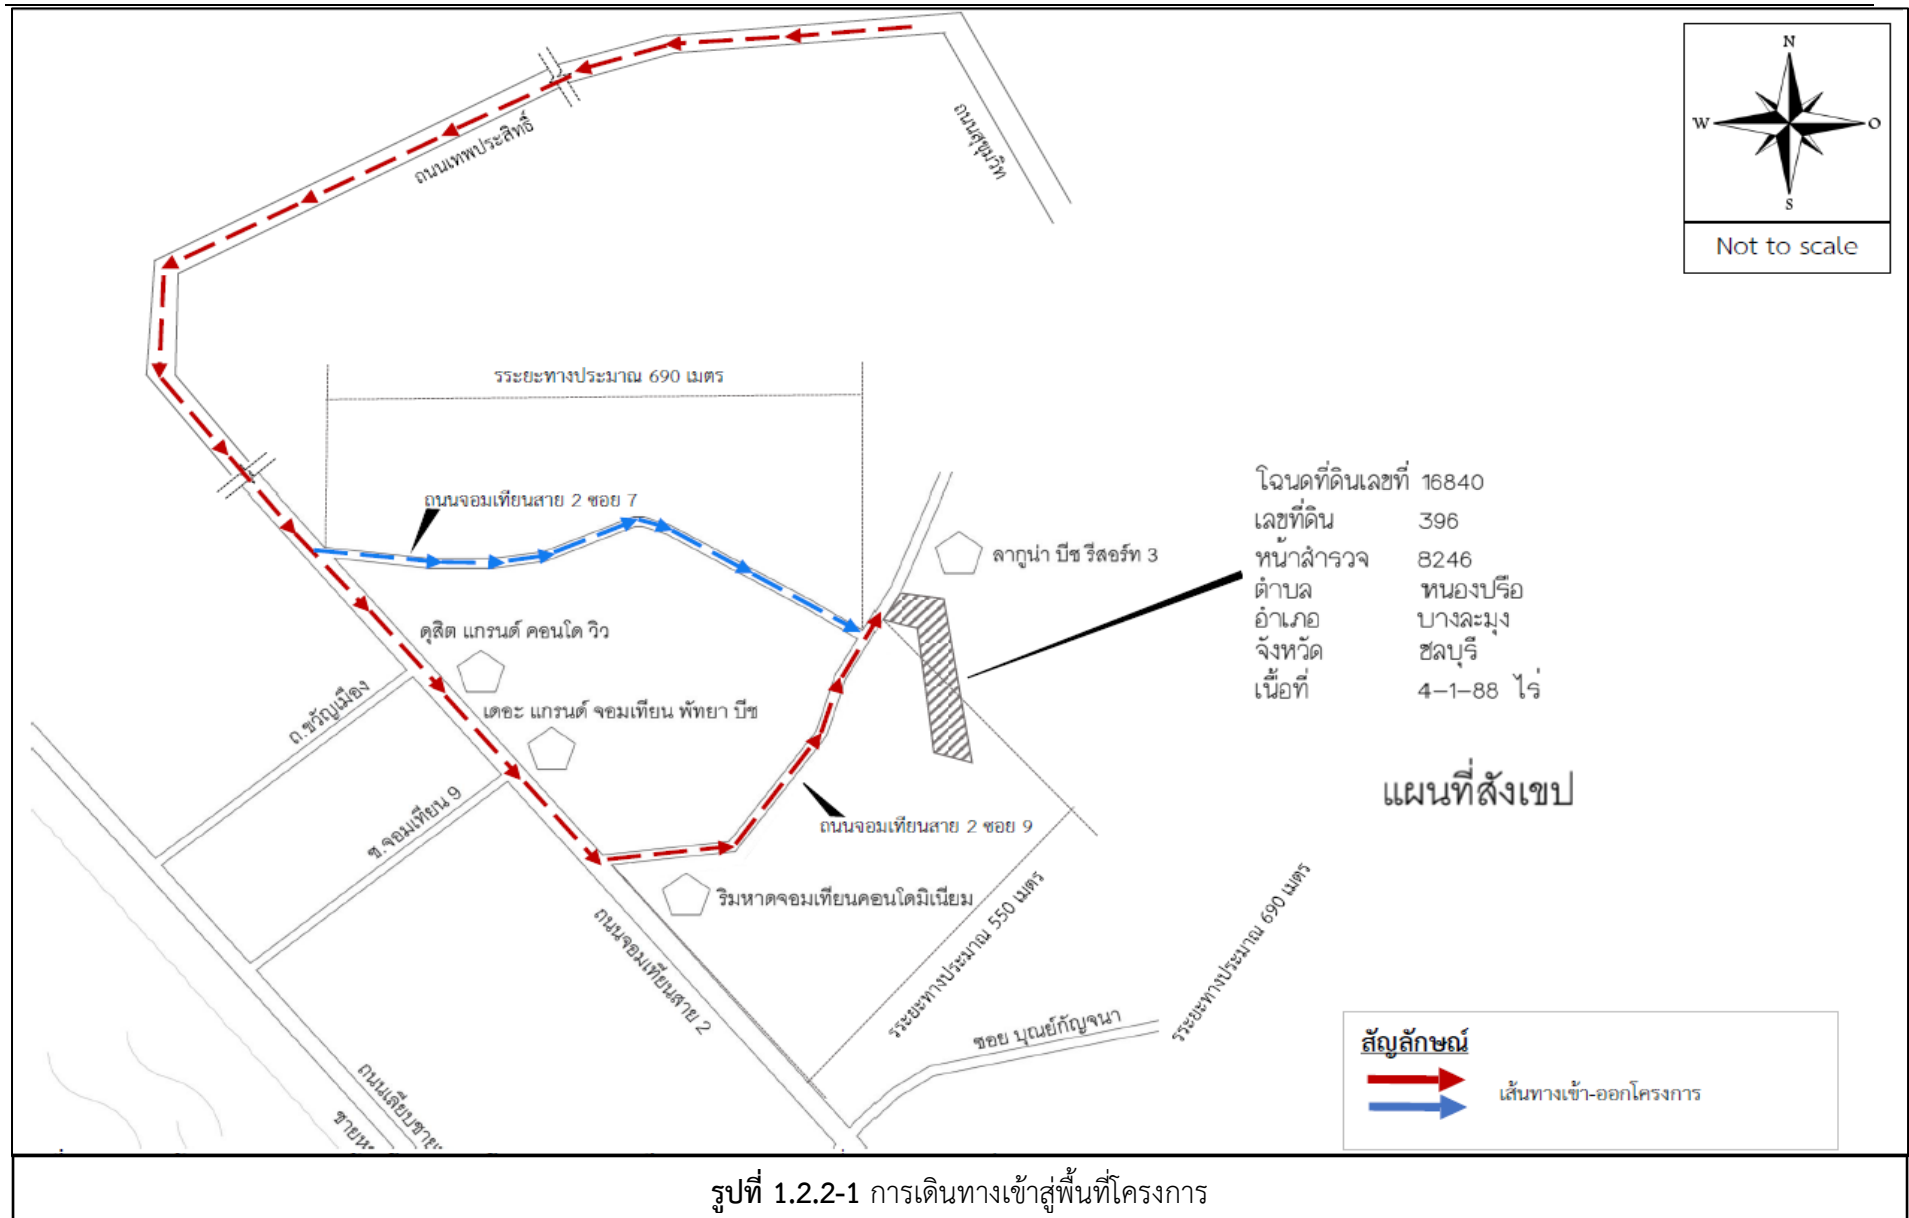 N
W
O
S
Not to scale
ถนนสุขุมวิท
ถนนเทพประสิทธิ์
รระยะทางประมาณ 690 เมตร
ถนนจอมเทียนสาย 2 ซอย 7
ลากูน่า บีช รีสอร์ท 3
โฉนดที่ดินเลขที่ 16840
เลขที่ดิน 396
หน้าสำรวจ 8246
ตำบล หนองปรือ
อำเภอ บางละมุง
จังหวัด ชลบุรี
เนื้อที่ 4-1-88 ไร่
แผนที่สังเขป
ดุสิต แกรนด์ คอนโด วิว
เดอะ แกรนด์ จอมเทียน พัทยา บีช
ถ.ขวัญเมือง
ซ.จอมเทียน 9
ถนนจอมเทียนสาย 2 ซอย 9
ริมหาดจอมเทียนคอนโดมิเนียม
ถนนจอมเทียนสาย 2
รระยะทางประมาณ 550 เมตร
รระยะทางประมาณ 690 เมตร
ซอย บุณย์กัญจนา
ถนนเลียบชาย
สัญลักษณ์
เส้นทางเข้า-ออกโครงการ
รูปที่ 1.2.2-1 การเดินทางเข้าสู่พื้นที่โครงการ